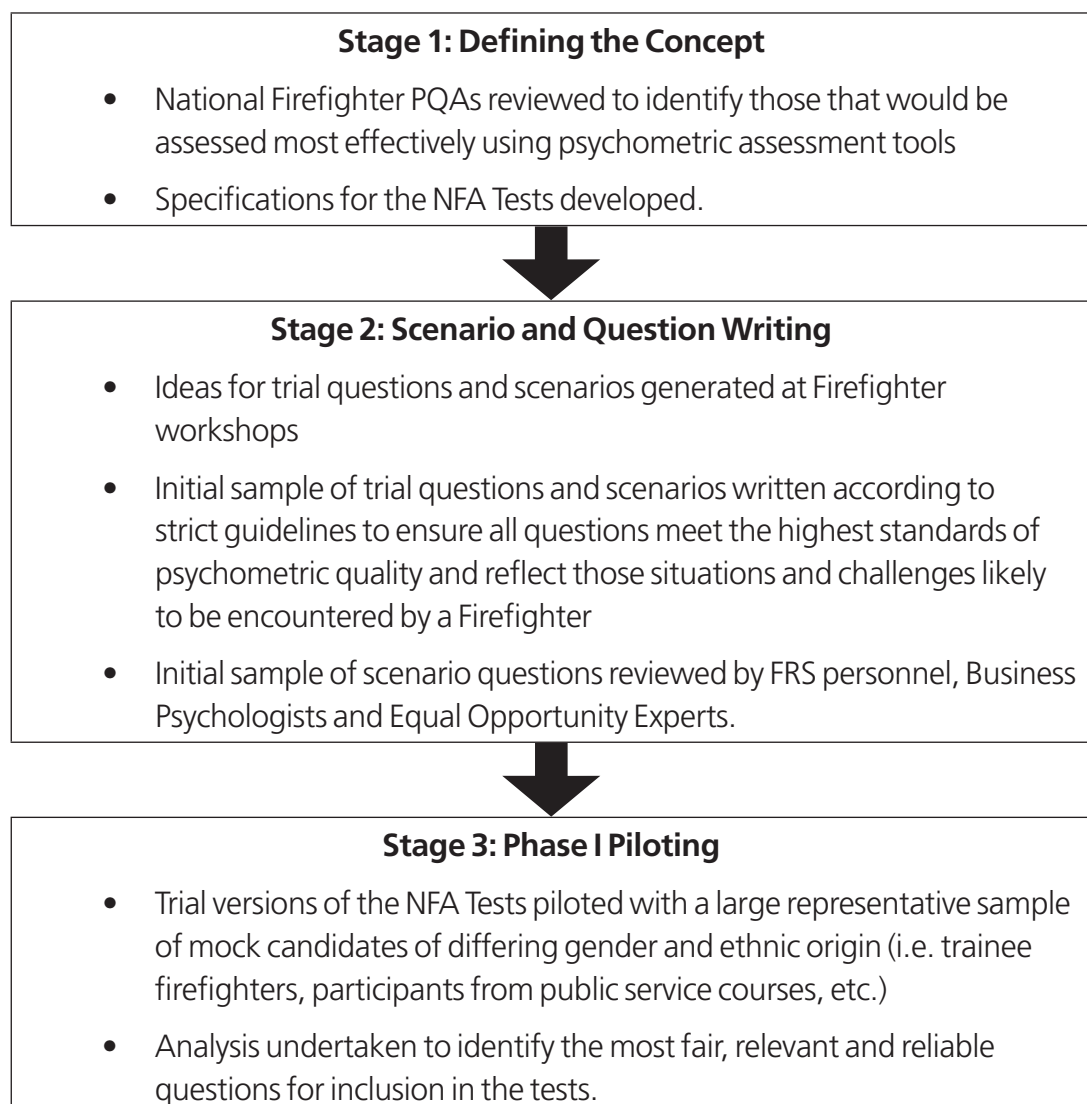 Stage 1: Defining the Concept
• National Firefighter PQAs reviewed to identify those that would be
assessed most effectively using psychometric assessment tools
• Specifications for the NFA Tests developed.
Stage 2: Scenario and Question Writing
• Ideas for trial questions and scenarios generated at Firefighter
workshops
• Initial sample of trial questions and scenarios written according to
strict guidelines to ensure all questions meet the highest standards of
psychometric quality and reflect those situations and challenges likely
to be encountered by a Firefighter
• Initial sample of scenario questions reviewed by FRS personnel, Business
Psychologists and Equal Opportunity Experts.
Stage 3: Phase I Piloting
• Trial versions of the NFA Tests piloted with a large representative sample
of mock candidates of differing gender and ethnic origin (i.e. trainee
firefighters, participants from public service courses, etc.)
• Analysis undertaken to identify the most fair, relevant and reliable
questions for inclusion in the tests.